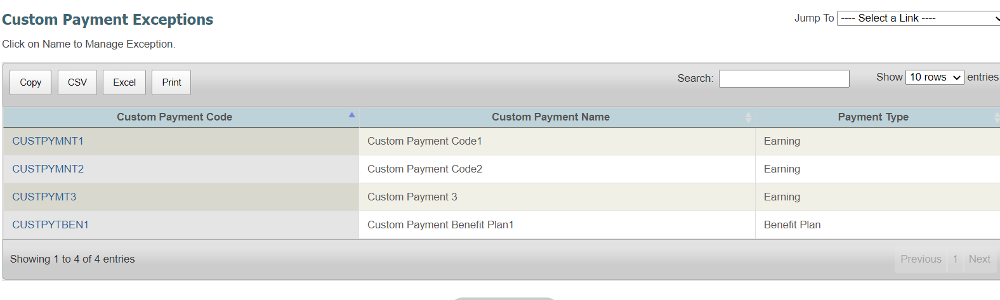 Custom Payment Exceptions
Jump To ---- Select a Link ----
Click on Name to Manage Exception.
Copy CSV Excel Print Search: Show 10 rows entries
Custom Payment Code Custom Payment Name Payment Type
CUSTPYMNT1 Custom Payment Code1 Earning
CUSTPYMNT2 Custom Payment Code2 Earning
CUSTPYMT3 Custom Payment 3 Earning
CUSTPYTBEN1 Custom Payment Benefit Plan1 Benefit Plan
Showing 1 to 4 of 4 entries Previous 1 Next